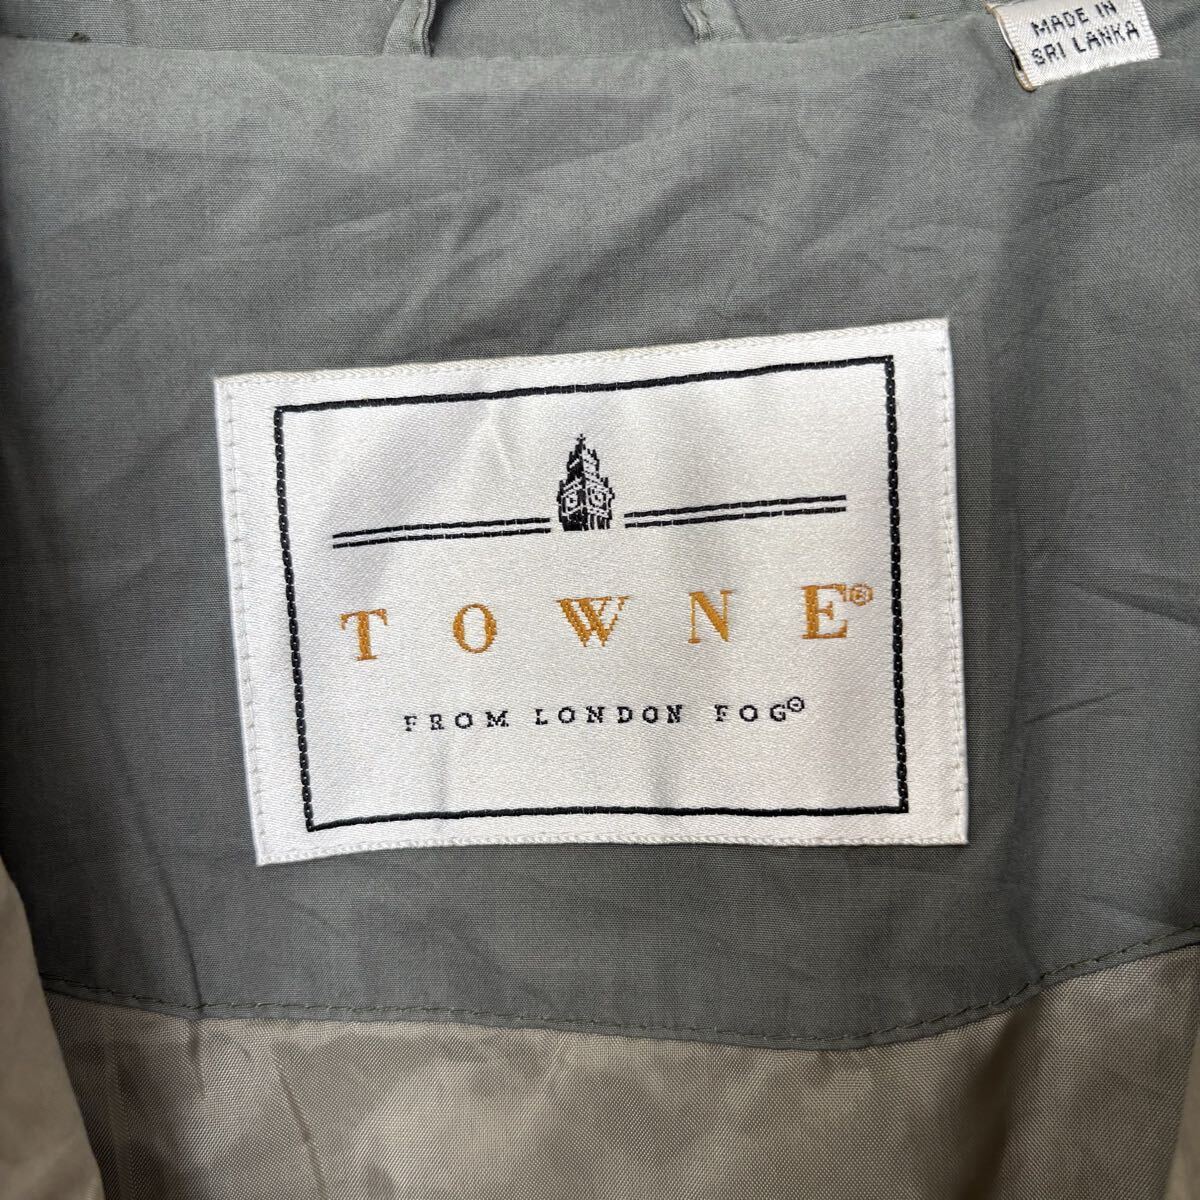 MADE IN
SRI LANKA
TOWNE®
FROM LONDON FOG®